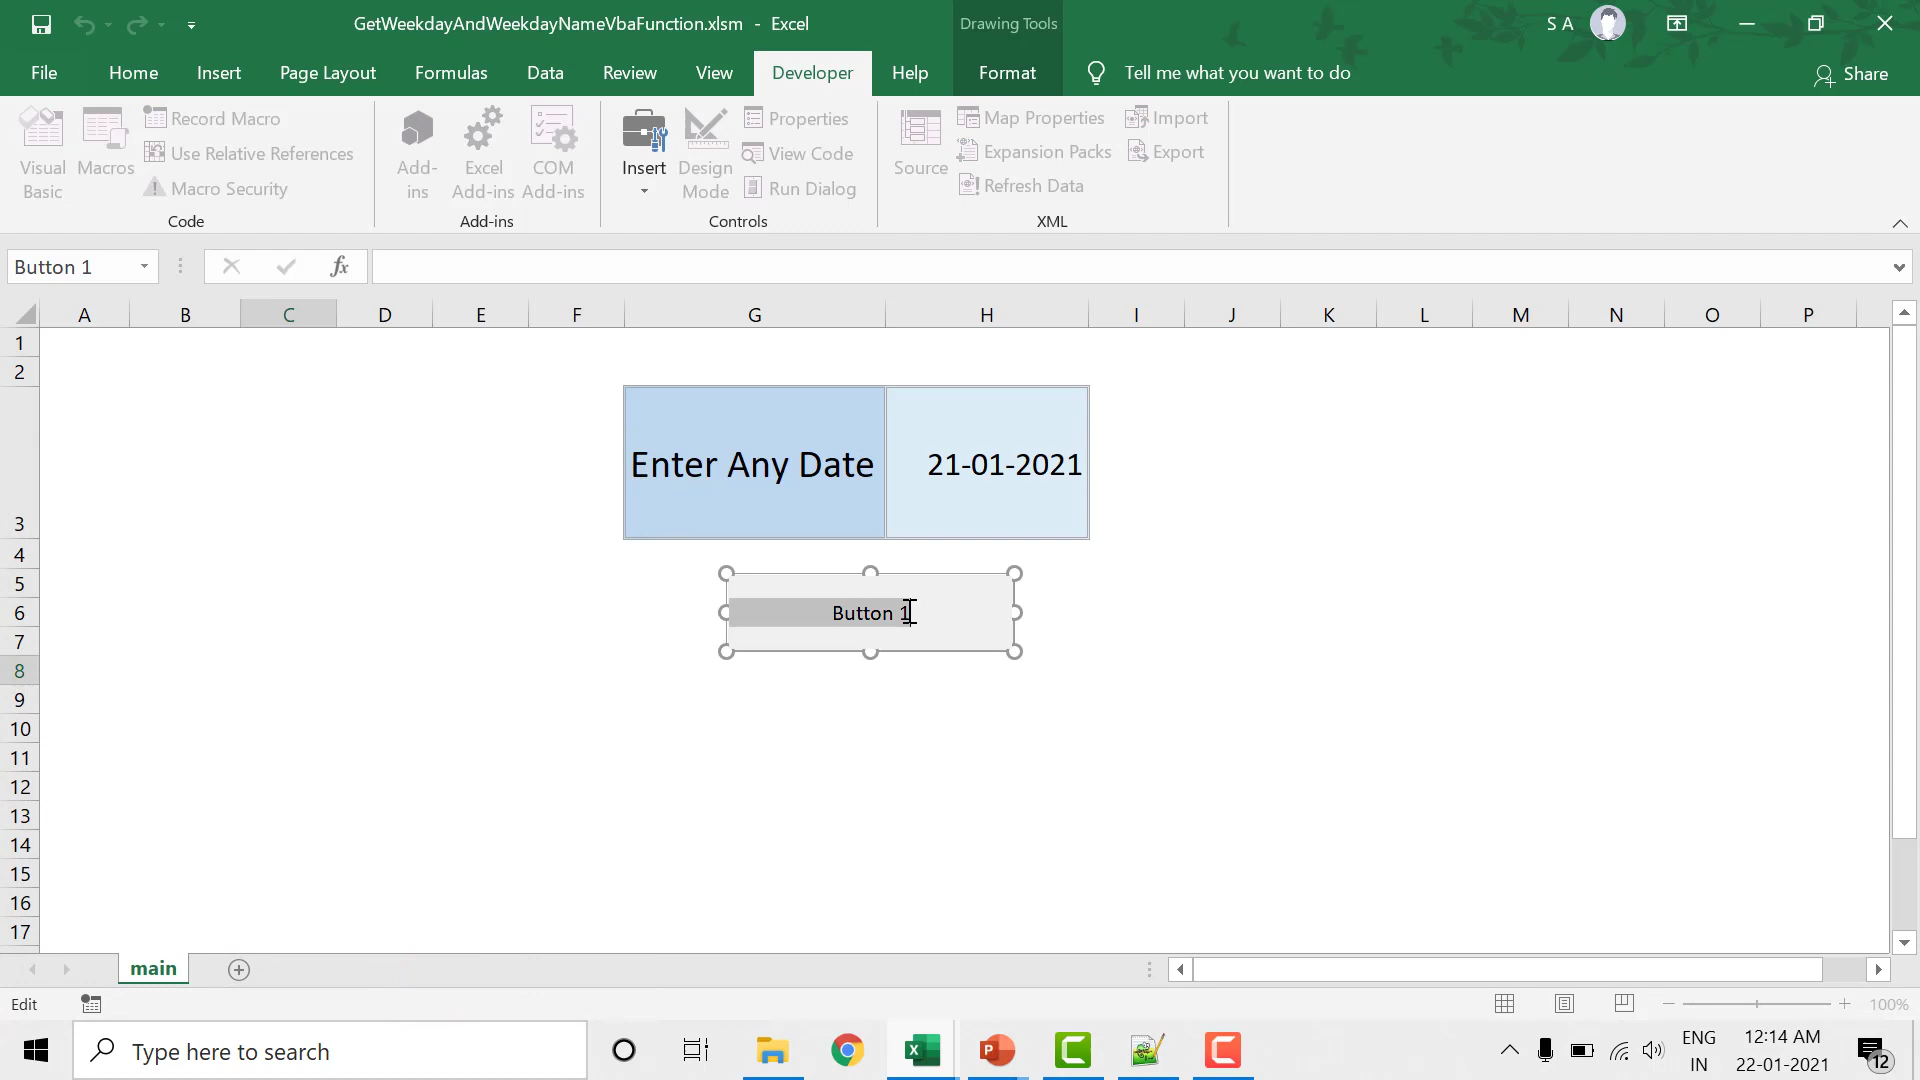 GetWeekdayAndWeekdayNameVbaFunction.xlsm - Excel
Drawing Tools
S A
File Home Insert Page Layout Formulas Data Review View Developer Help Format Tell me what you want to do Share
Visual Basic
Macros
Record Macro
Use Relative References
Macro Security
Code
Add-ins
Excel Add-ins
COM Add-ins
Add-ins
Insert
Design Mode
Properties
View Code
Run Dialog
Controls
Source
Map Properties
Expansion Packs
Refresh Data
Import
Export
XML
Button 1
fx
A B C D E F G H I J K L M N O P
1
2
Enter Any Date 21-01-2021
3
4
5
Button 1
6
7
8
9
10
11
12
13
14
15
16
17
main
Edit
100%
Type here to search
ENG
IN
12:14 AM
22-01-2021
12